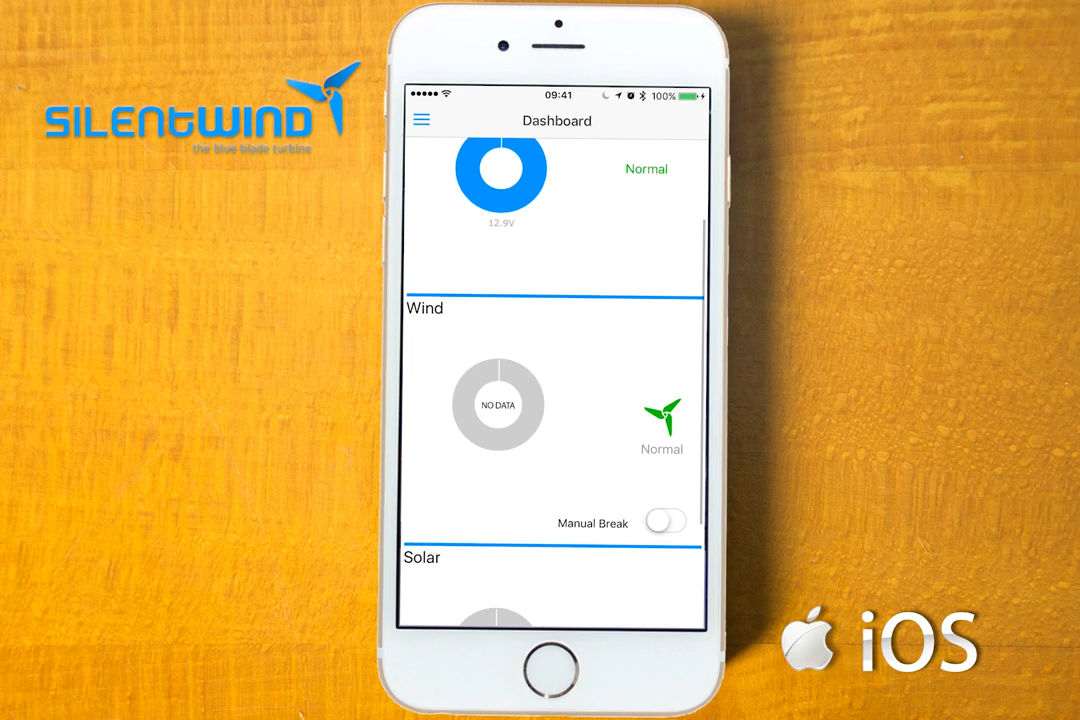 SILENTWIND
the blue blade turbine
09:41
100%
Dashboard
Normal
12.9V
Wind
NO DATA
Normal
Manual Break
Solar
iOS